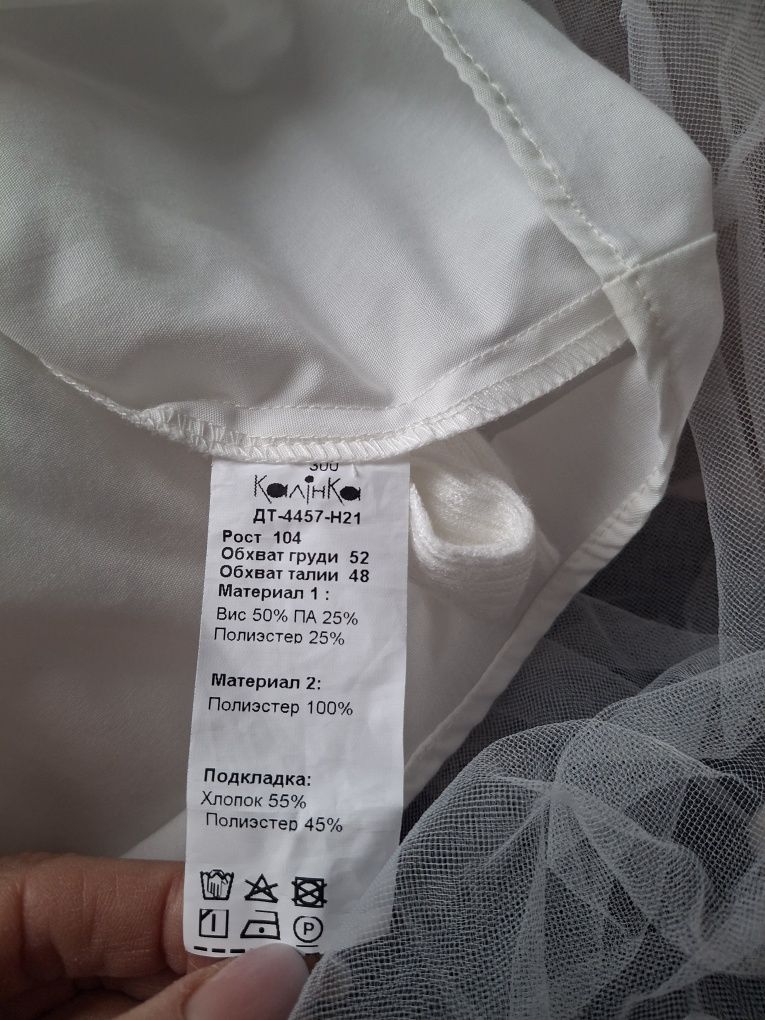 300
КалінКа
ДТ-4457-Н21
Рост 104
Обхват груди 52
Обхват талии 48
Материал 1 :
Вис 50% ПА 25%
Полиэстер 25%
Материал 2:
Полиэстер 100%
Подкладка:
Хлопок 55%
Полиэстер 45%
P